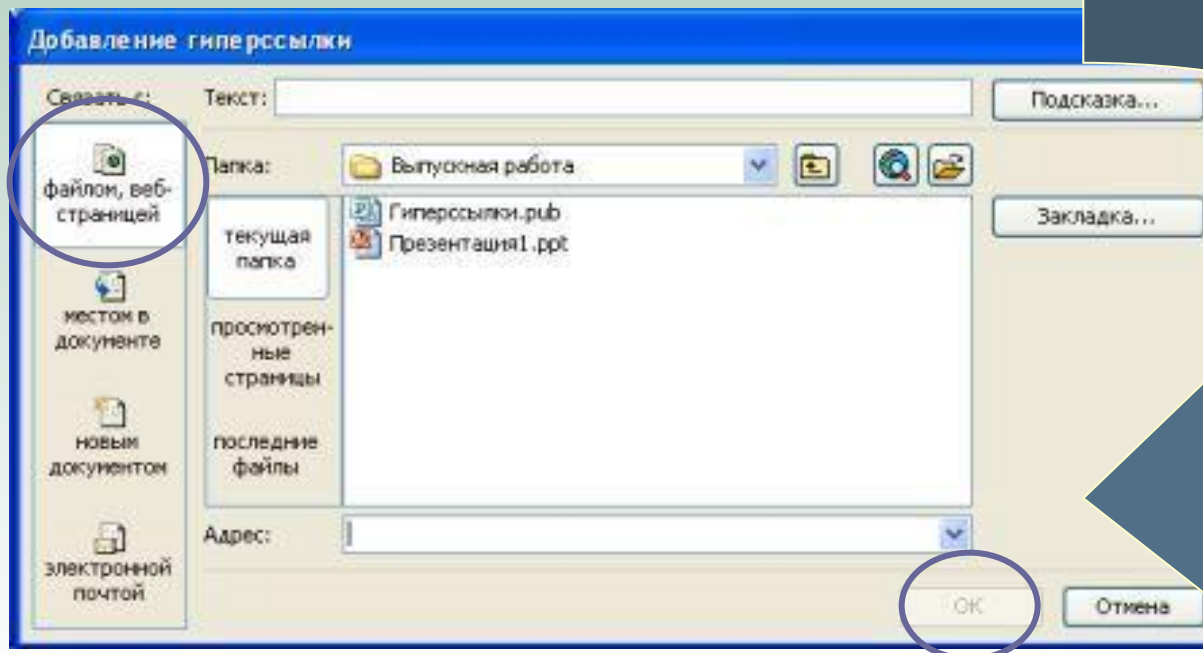 Добавление гиперссылки
Связать с:
Текст:
Подсказка...
файлом, веб-
страницей
Папка:
Выпускная работа
текущая
папка
Гиперссылки.pub
Презентация1.ppt
Закладка...
местом в
документе
просмотрен-
ные
страницы
новым
документом
последние
файлы
электронной
почтой
Адрес:
ОК
Отмена